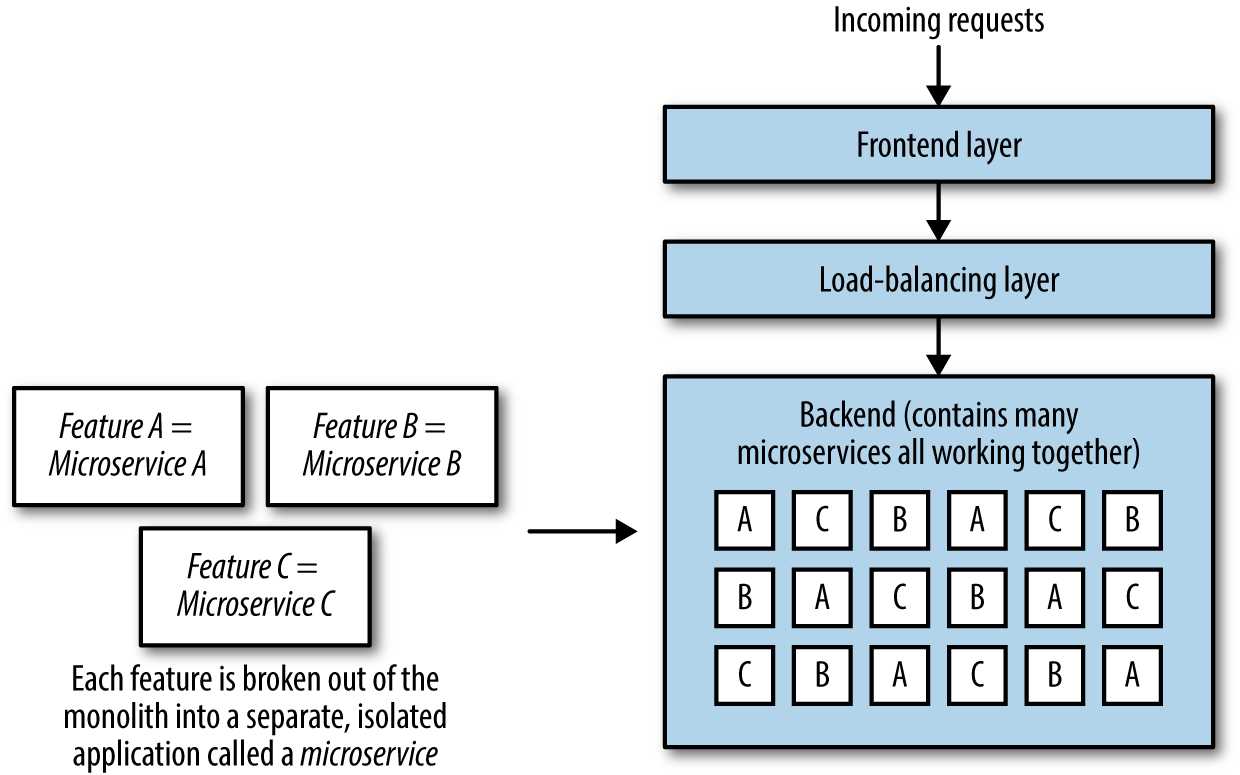 Incoming requests
Frontend layer
Load-balancing layer
Feature A =
Microservice A
Feature B =
Microservice B
Feature C =
Microservice C
Each feature is broken out of the
monolith into a separate, isolated
application called a microservice
Backend (contains many
microservices all working together)
A C B A C B
B A C B A C
C B A C B A